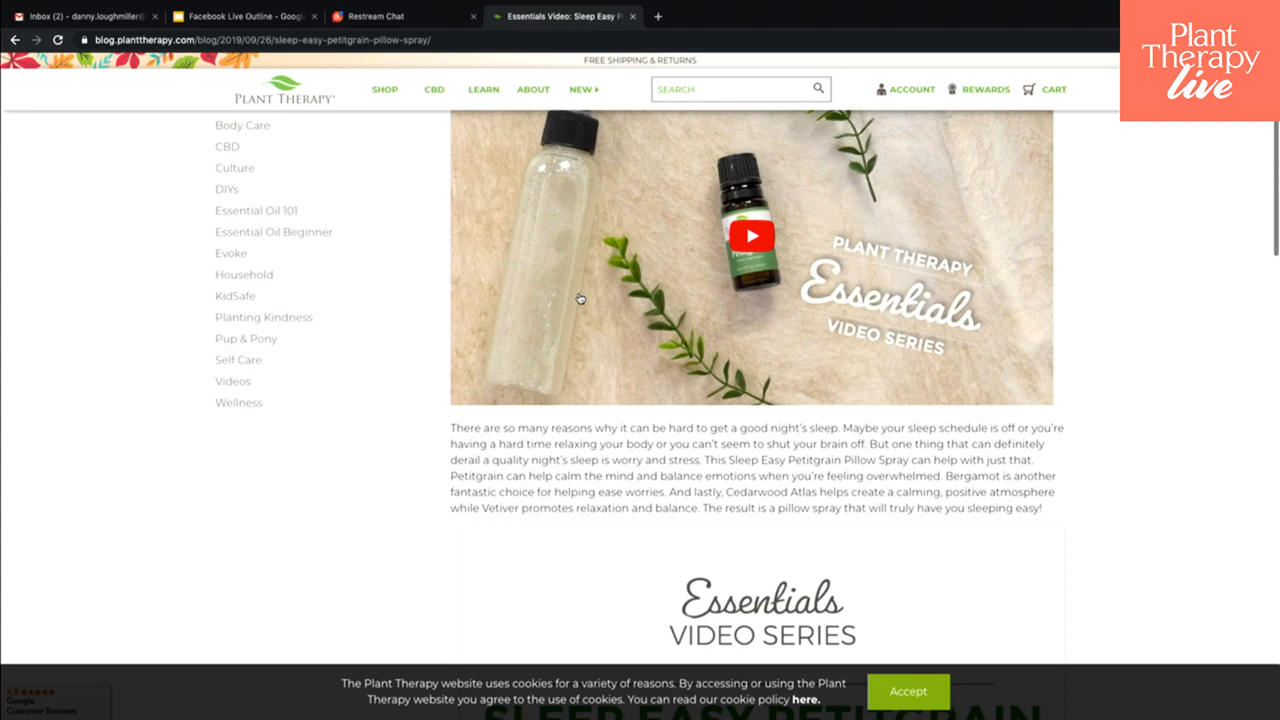 Inbox (2) - danny.loughmiller@
Facebook Live Outline - Googl
Restream Chat
Essentials Video: Sleep Easy P
blog.planttherapy.com/blog/2019/09/26/sleep-easy-petitgrain-pillow-spray/
FREE SHIPPING & RETURNS
PLANT THERAPY
SHOP
CBD
LEARN
ABOUT
NEW
SEARCH
ACCOUNT
REWARDS
CART
Plant
Therapy
live
Body Care
CBD
Culture
DIYs
Essential Oil 101
Essential Oil Beginner
Evoke
Household
KidSafe
Planting Kindness
Pup & Pony
Self Care
Videos
Wellness
PLANT THERAPY
Essentials
VIDEO SERIES
There are so many reasons why it can be hard to get a good night's sleep. Maybe your sleep schedule is off or you're
having a hard time relaxing your body or you can't seem to shut your brain off. But one thing that can definitely
derail a quality night's sleep is worry and stress. This Sleep Easy Petitgrain Pillow Spray can help with just that.
Petitgrain can help calm the mind and balance emotions when you're feeling overwhelmed. Bergamot is another
fantastic choice for helping ease worries. And lastly, Cedarwood Atlas helps create a calming, positive atmosphere
while Vetiver promotes relaxation and balance. The result is a pillow spray that will truly have you sleeping easy!
Essentials
VIDEO SERIES
SLEEP EASY PETITGRAIN
The Plant Therapy website uses cookies for a variety of reasons. By accessing or using the Plant
Therapy website you agree to the use of cookies. You can read our cookie policy here.
Accept
4.9
Google
Customer Reviews